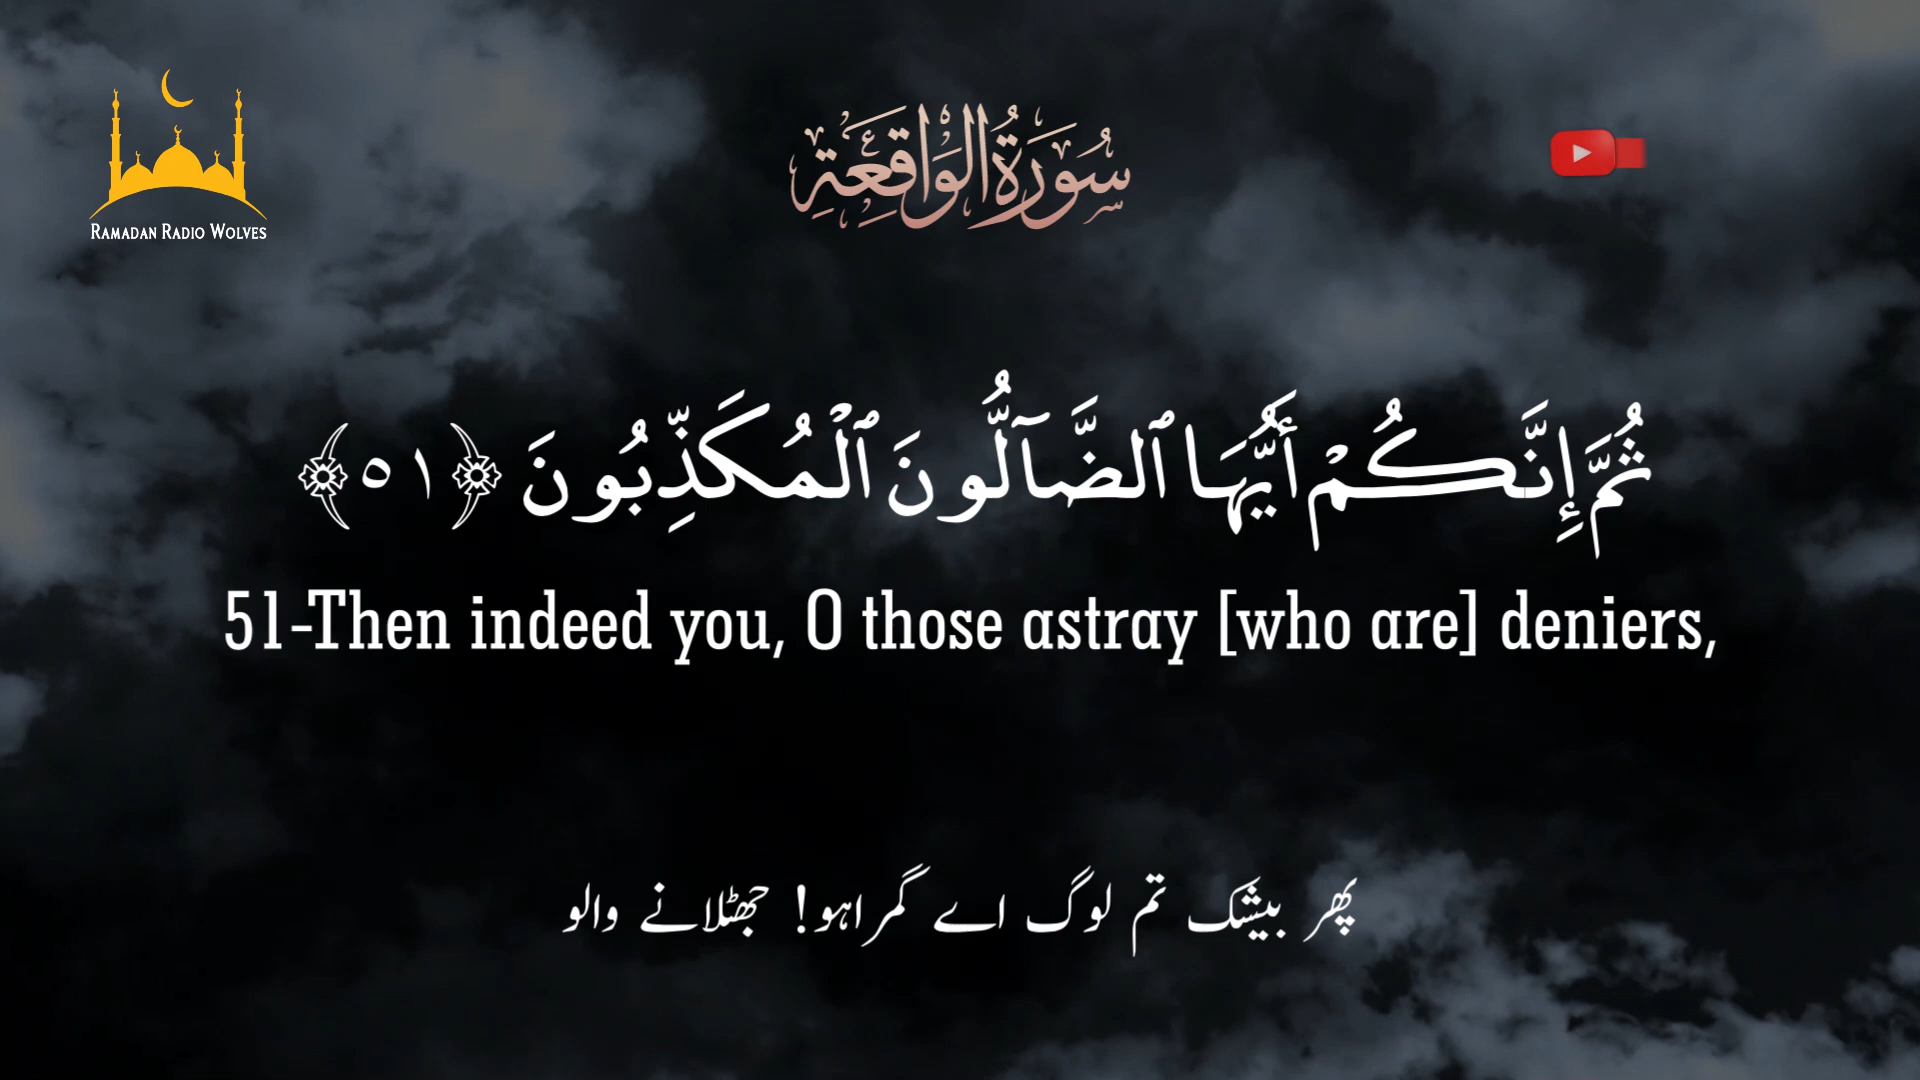 RAMADAN RADIO WOLVES
سُورَةُ الْوَاقِعَةِ
ثُمَّ إِنَّكُمْ أَيُّهَا ٱلضَّآلُّونَ ٱلْمُكَذِّبُونَ ﴿٥١﴾
51-Then indeed you, O those astray [who are] deniers,
پھر بیشک تم لوگ اے گمراہو! جھٹلانے والو